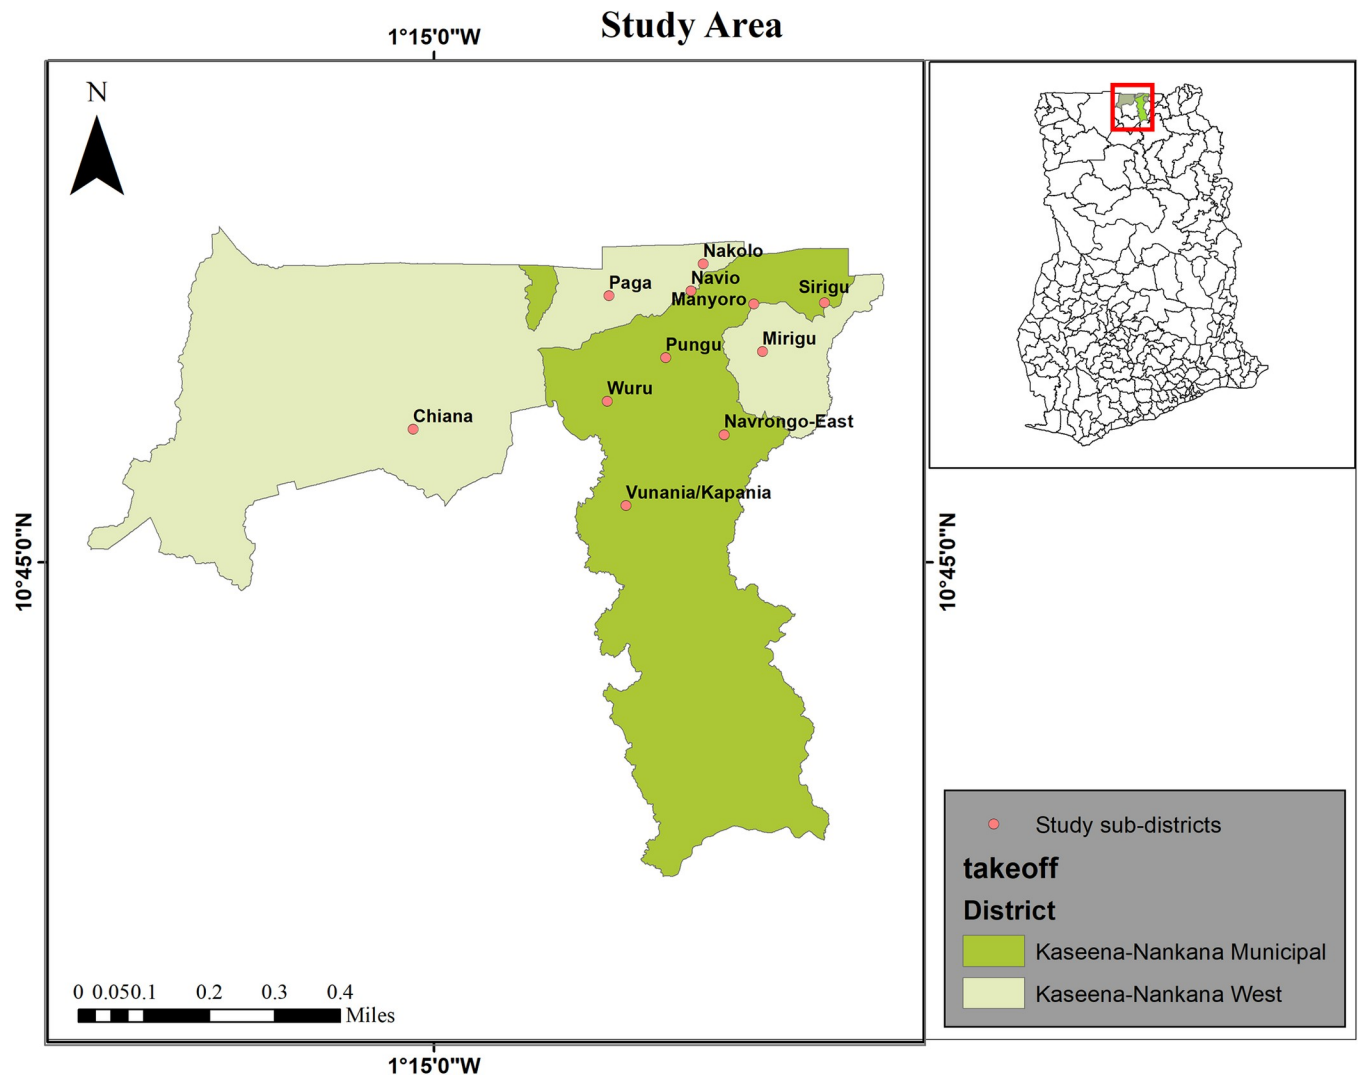 Study Area
1°15'0"W
N
Nakolo
Navio
Paga
Sirigu
Manyoro
Mirigu
Pungu
Wuru
Chiana
Navrongo-East
Vunania/Kapania
10°45'0"N
10°45'0"N
Study sub-districts
takeoff
District
Kaseena-Nankana Municipal
Kaseena-Nankana West
0 0.050.1 0.2 0.3 0.4
Miles
1°15'0"W